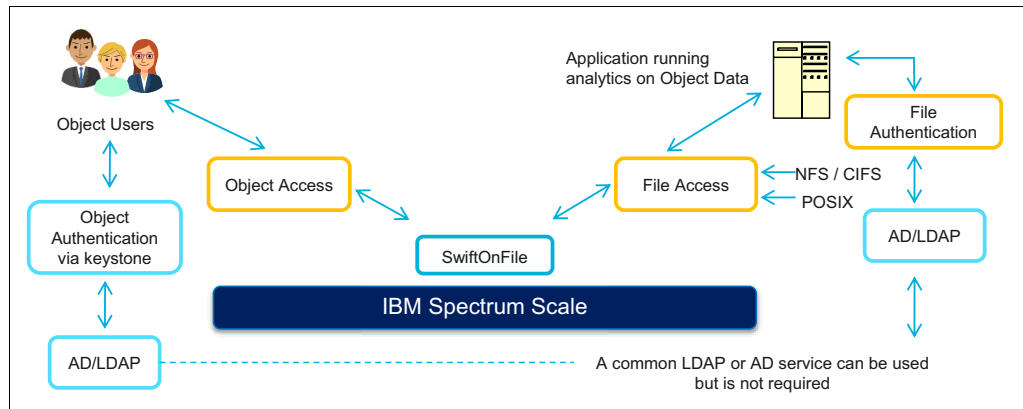 Application running
analytics on Object Data
Object Users
File
Authentication
Object Access
File Access
NFS / CIFS
POSIX
Object
Authentication
via keystone
SwiftOnFile
AD/LDAP
IBM Spectrum Scale
AD/LDAP
A common LDAP or AD service can be used
but is not required